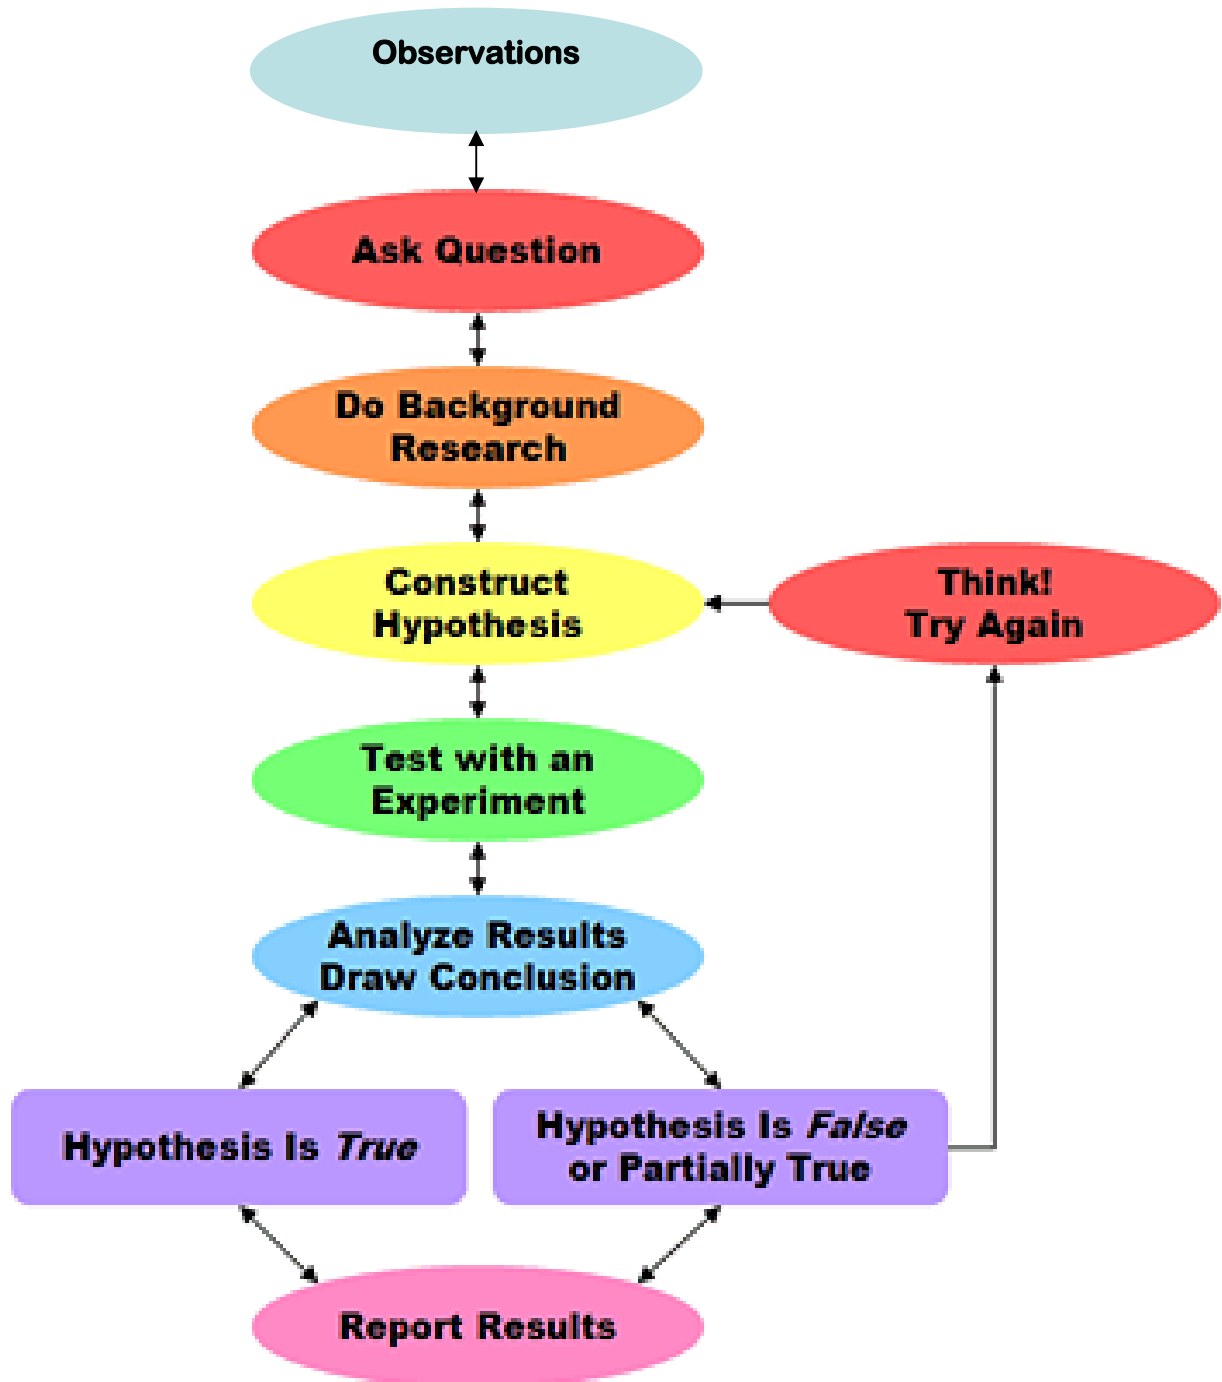 Observations
Ask Question
Do Background
Research
Construct
Hypothesis
Think!
Try Again
Test with an
Experiment
Analyze Results
Draw Conclusion
Hypothesis Is True
Hypothesis Is False
or Partially True
Report Results